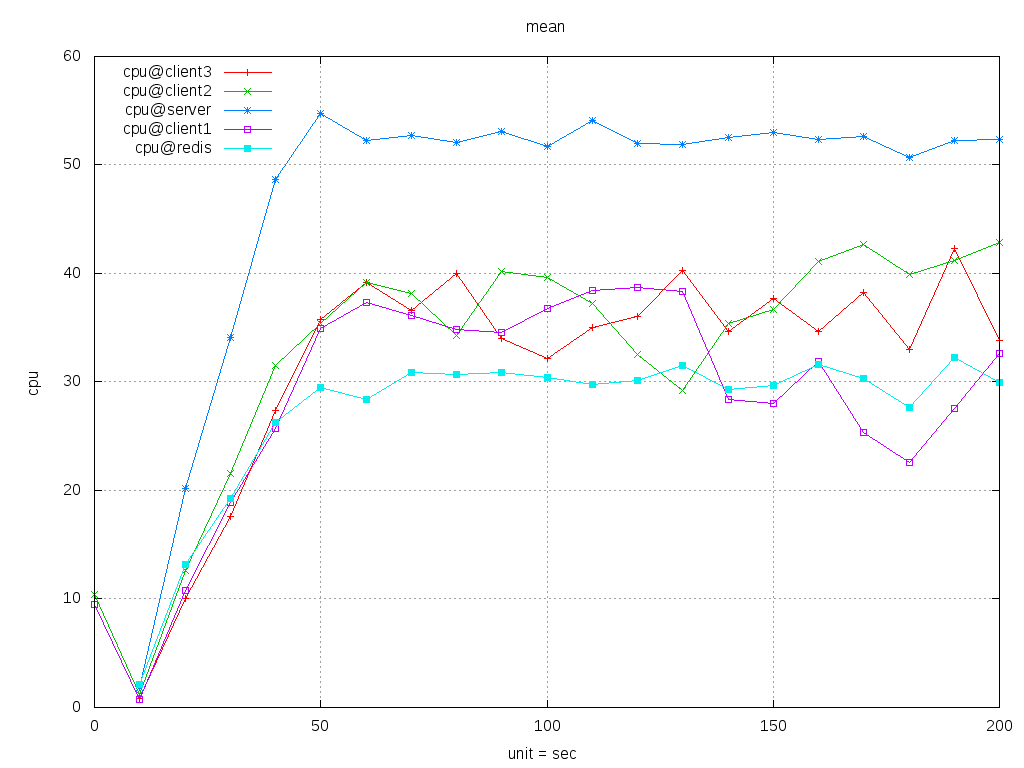 mean
60
cpu@client3
cpu@client2
cpu@server
cpu@client1
cpu@redis
50
40
30
cpu
20
10
0
0 50 100 150 200
unit = sec